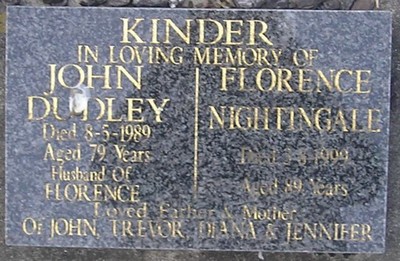 KINDER
IN LOVING MEMORY OF
JOHN
DUDLEY
Died 8-5-1989
Aged 79 Years
Husband Of
FLORENCE
FLORENCE
NIGHTINGALE
Died 1999
Aged 89 Years
Loved Father & Mother
Of JOHN, TREVOR, DIANA & JENNIFER